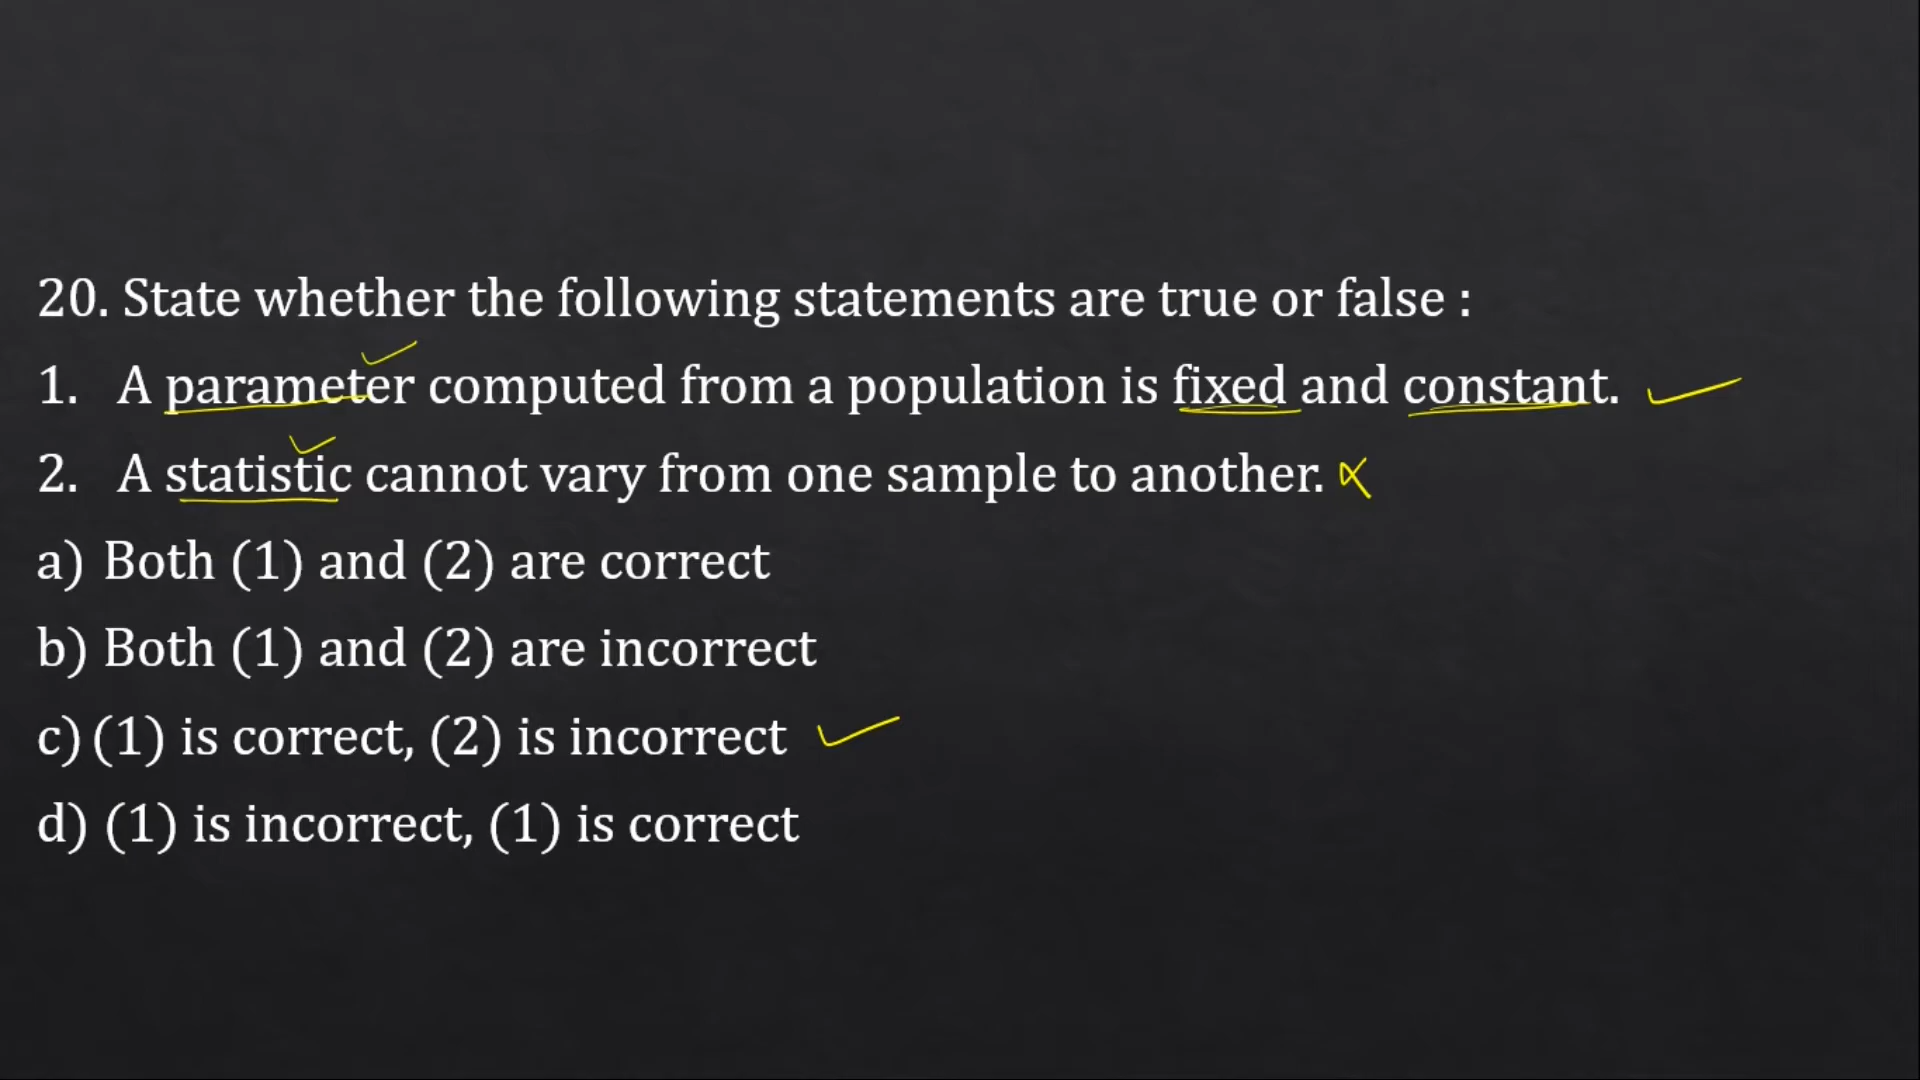 20. State whether the following statements are true or false :
1. A parameter computed from a population is fixed and constant.
2. A statistic cannot vary from one sample to another.
a) Both (1) and (2) are correct
b) Both (1) and (2) are incorrect
c) (1) is correct, (2) is incorrect
d) (1) is incorrect, (1) is correct